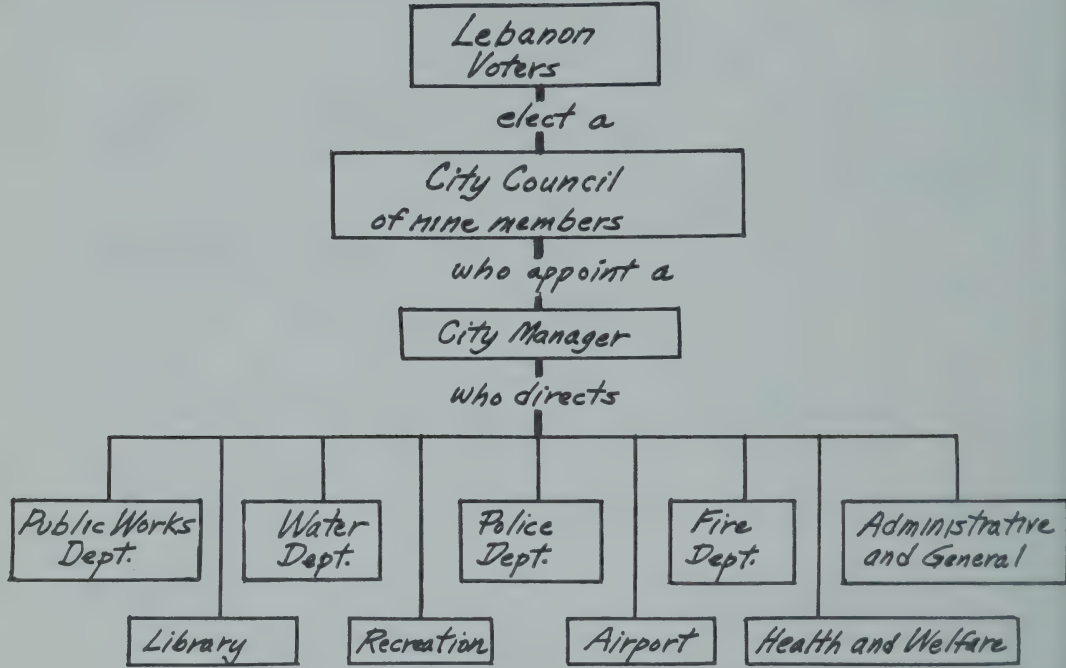 Lebanon
Voters
elect a
City Council
of nine members
who appoint a
City Manager
who directs
Public Works
Dept.
Water
Dept.
Police
Dept.
Fire
Dept.
Administrative
and General
Library
Recreation
Airport
Health and Welfare